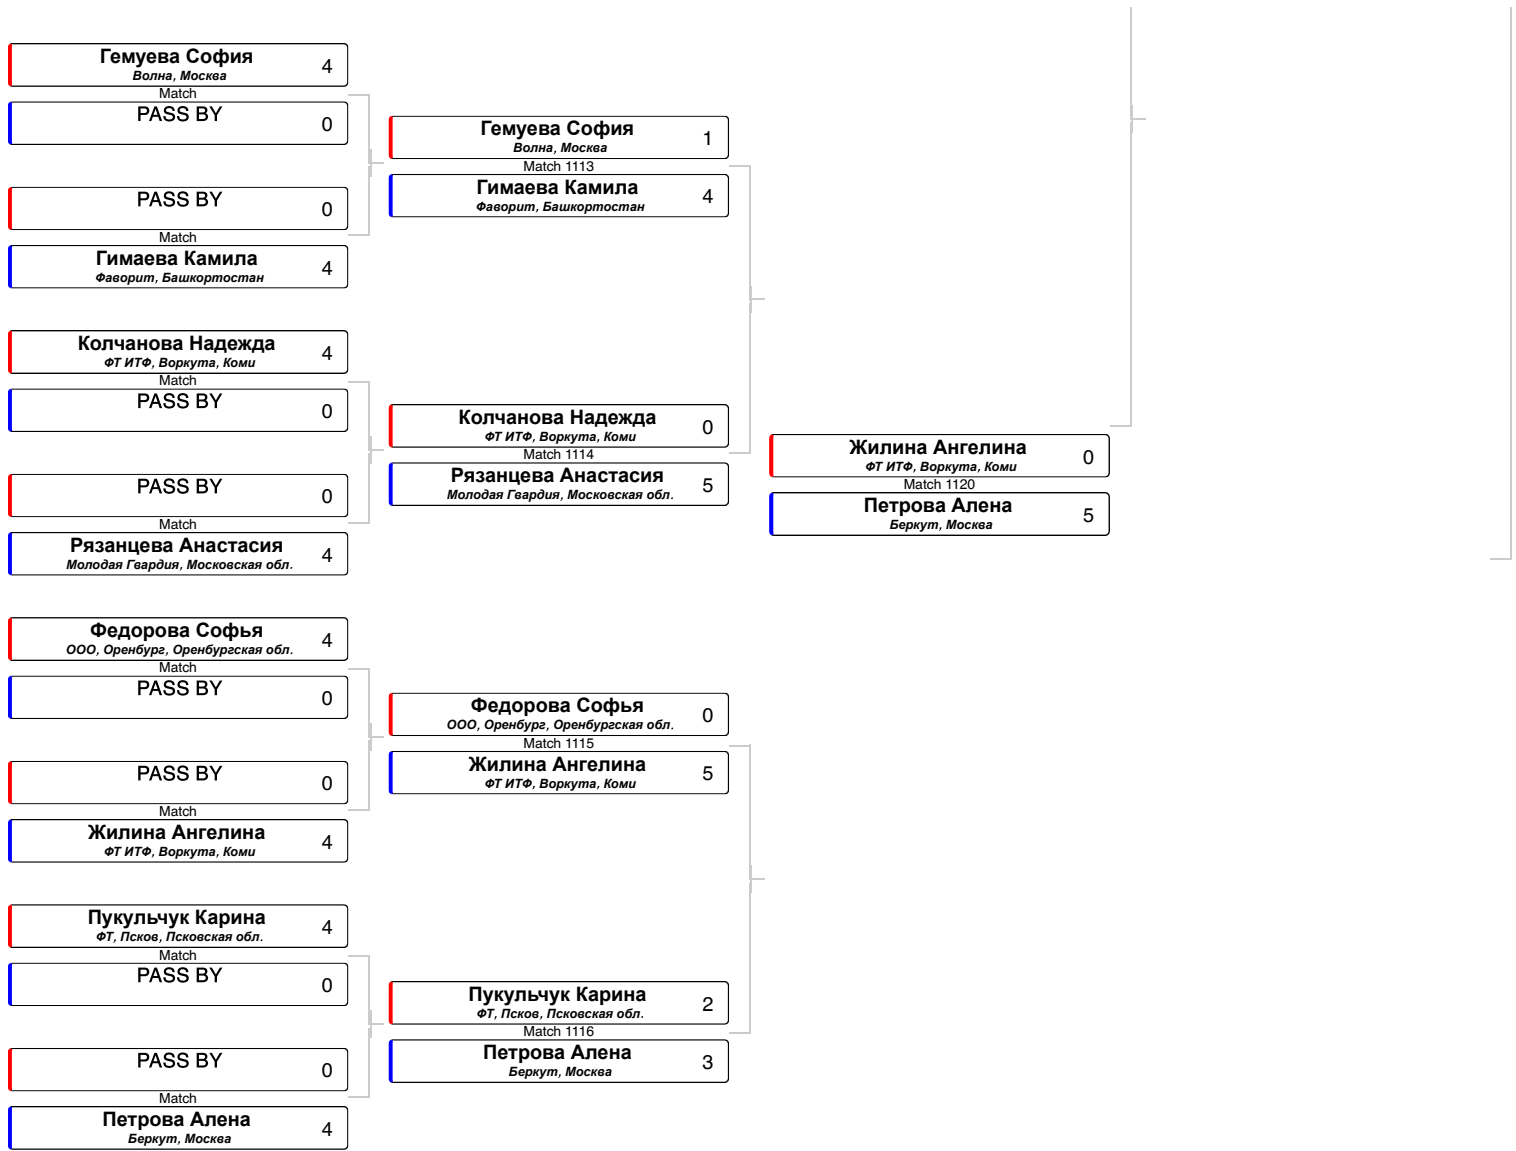 Гемуева София
4
Волна, Москва
Match
PASS BY
0
PASS BY
0
Match
Гимаева Камила
4
Фаворит, Башкортостан
Колчанова Надежда
4
ФТ ИТФ, Воркута, Коми
Match
PASS BY
0
PASS BY
0
Match
Рязанцева Анастасия
4
Молодая Гвардия, Московская обл.
Федорова Софья
4
ООО, Оренбург, Оренбургская обл.
Match
PASS BY
0
PASS BY
0
Match
Жилина Ангелина
4
ФТ ИТФ, Воркута, Коми
Пукульчук Карина
4
ФТ, Псков, Псковская обл.
Match
PASS BY
0
PASS BY
0
Match
Петрова Алена
4
Беркут, Москва
Гемуева София
1
Волна, Москва
Match 1113
Гимаева Камила
4
Фаворит, Башкортостан
Колчанова Надежда
0
ФТ ИТФ, Воркута, Коми
Match 1114
Рязанцева Анастасия
5
Молодая Гвардия, Московская обл.
Федорова Софья
0
ООО, Оренбург, Оренбургская обл.
Match 1115
Жилина Ангелина
5
ФТ ИТФ, Воркута, Коми
Пукульчук Карина
2
ФТ, Псков, Псковская обл.
Match 1116
Петрова Алена
3
Беркут, Москва
Жилина Ангелина
0
ФТ ИТФ, Воркута, Коми
Match 1120
Петрова Алена
5
Беркут, Москва